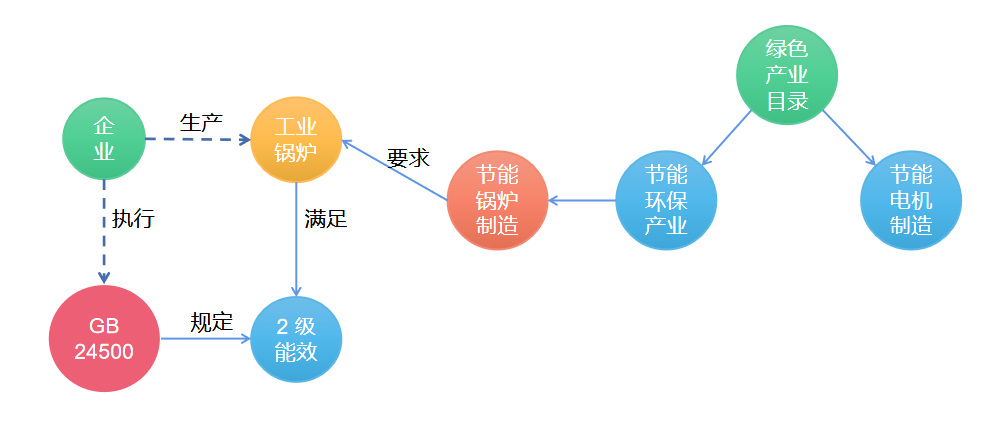 绿色
产业
目录
企
业
生产
工业
锅炉
要求
节能
锅炉
制造
节能
环保
产业
节能
电机
制造
执行
满足
GB
24500
规定
2 级
能效